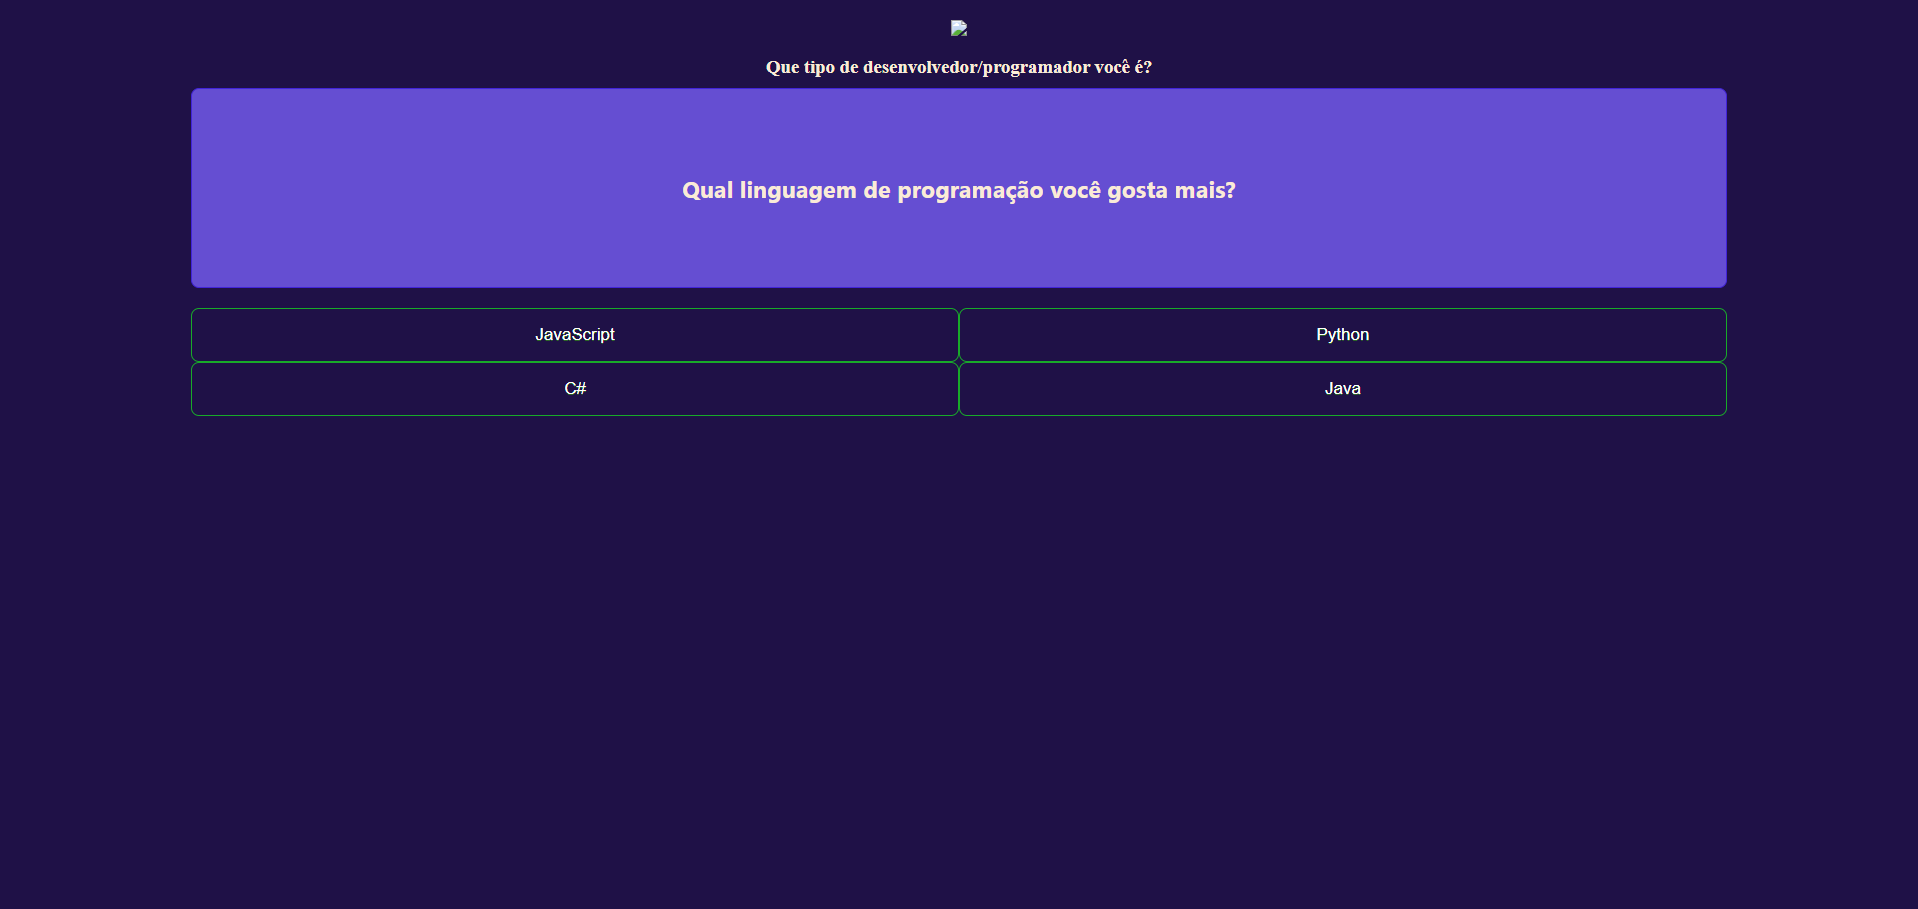 Que tipo de desenvolvedor/programador você é?
Qual linguagem de programação você gosta mais?
JavaScript
Python
C#
Java